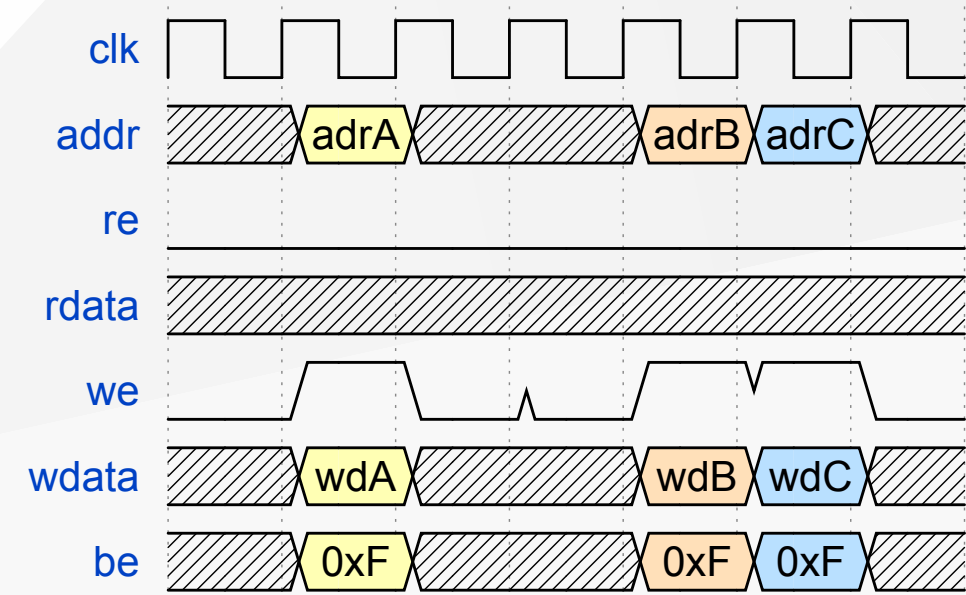 clk
addr adrA adrB adrC
re
rdata
we
wdata wdA wdB wdC
be 0xF 0xF 0xF